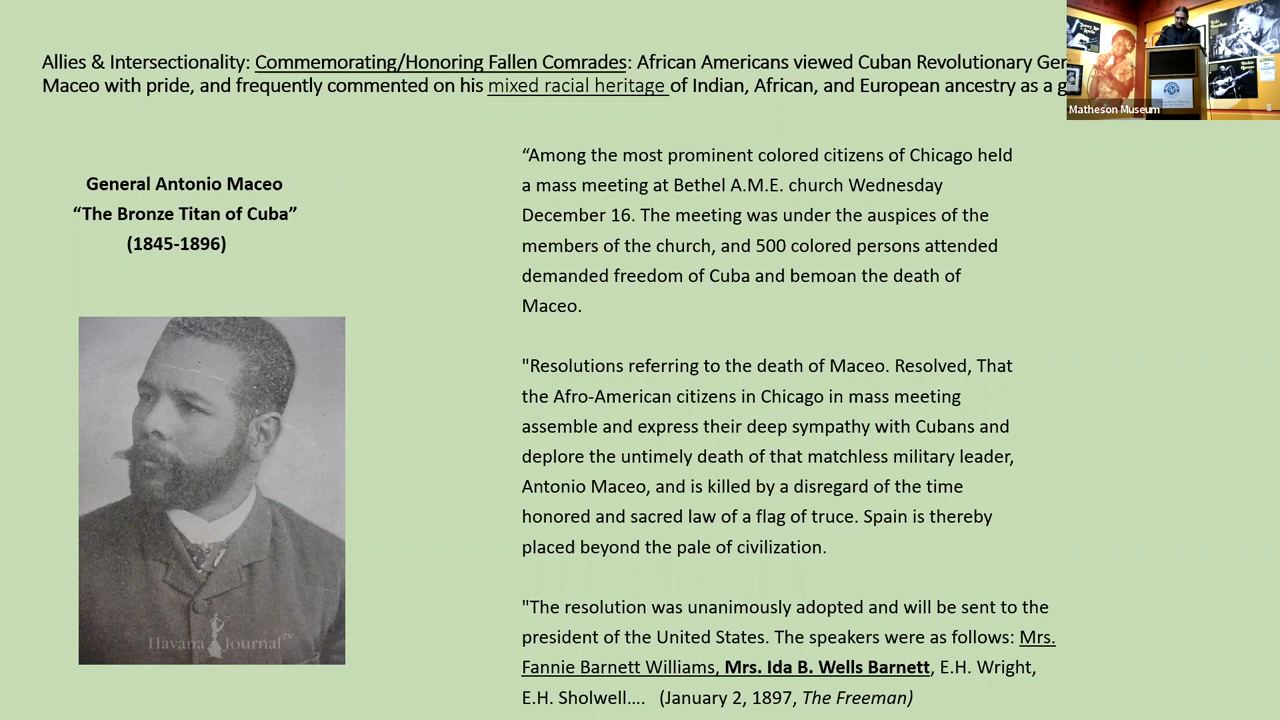 Allies & Intersectionality: Commemorating/Honoring Fallen Comrades: African Americans viewed Cuban Revolutionary Ger
Maceo with pride, and frequently commented on his mixed racial heritage of Indian, African, and European ancestry as a g
Matheson Museum
General Antonio Maceo
“The Bronze Titan of Cuba”
(1845-1896)
Havana Journal™
“Among the most prominent colored citizens of Chicago held
a mass meeting at Bethel A.M.E. church Wednesday
December 16. The meeting was under the auspices of the
members of the church, and 500 colored persons attended
demanded freedom of Cuba and bemoan the death of
Maceo.
"Resolutions referring to the death of Maceo. Resolved, That
the Afro-American citizens in Chicago in mass meeting
assemble and express their deep sympathy with Cubans and
deplore the untimely death of that matchless military leader,
Antonio Maceo, and is killed by a disregard of the time
honored and sacred law of a flag of truce. Spain is thereby
placed beyond the pale of civilization.
"The resolution was unanimously adopted and will be sent to the
president of the United States. The speakers were as follows: Mrs.
Fannie Barnett Williams, Mrs. Ida B. Wells Barnett, E.H. Wright,
E.H. Sholwell…. (January 2, 1897, The Freeman)